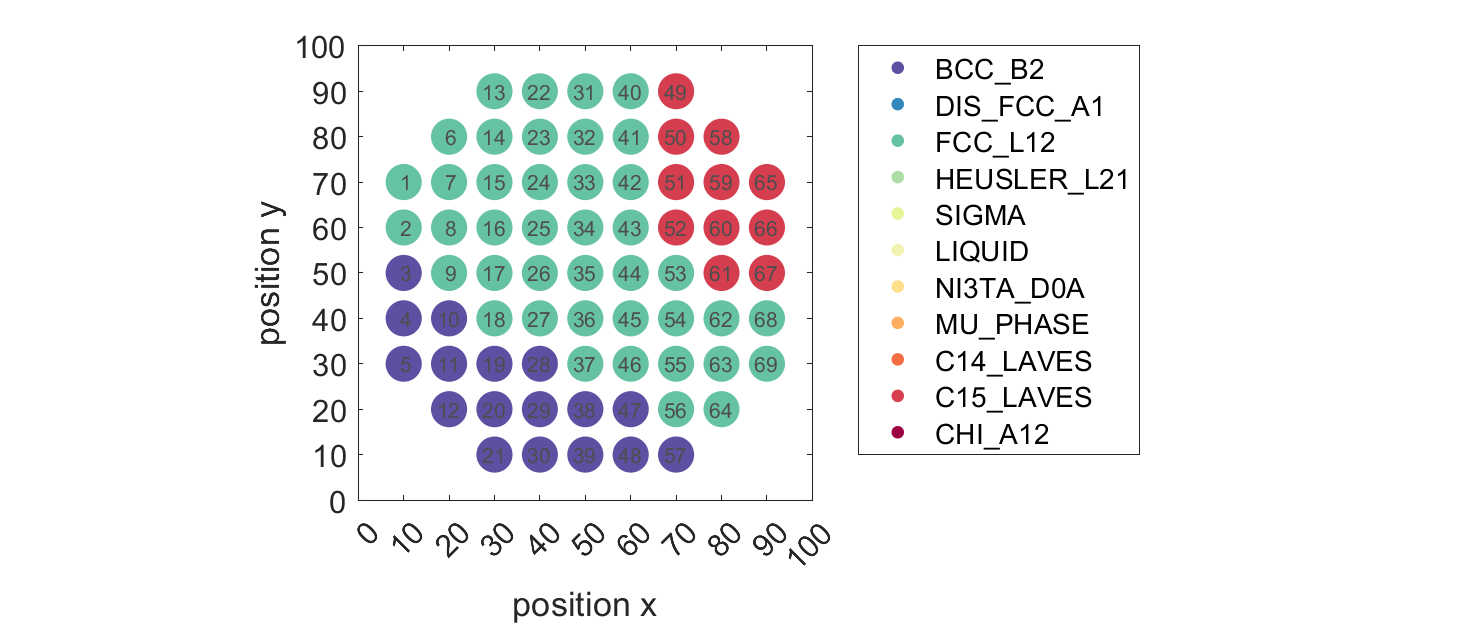 100
90 13 22 31 40 49
80 6 14 23 32 41 50 58
70 1 7 15 24 33 42 51 59 65
60 2 8 16 25 34 43 52 60 66
50 3 9 17 26 35 44 53 61 67
40 4 10 18 27 36 45 54 62 68
30 5 11 19 28 37 46 55 63 69
20 12 20 29 38 47 56 64
10 21 30 39 48 57
0
position y
0 10 20 30 40 50 60 70 80 90 100
position x
BCC_B2
DIS_FCC_A1
FCC_L12
HEUSLER_L21
SIGMA
LIQUID
NI3TA_D0A
MU_PHASE
C14_LAVES
C15_LAVES
CHI_A12